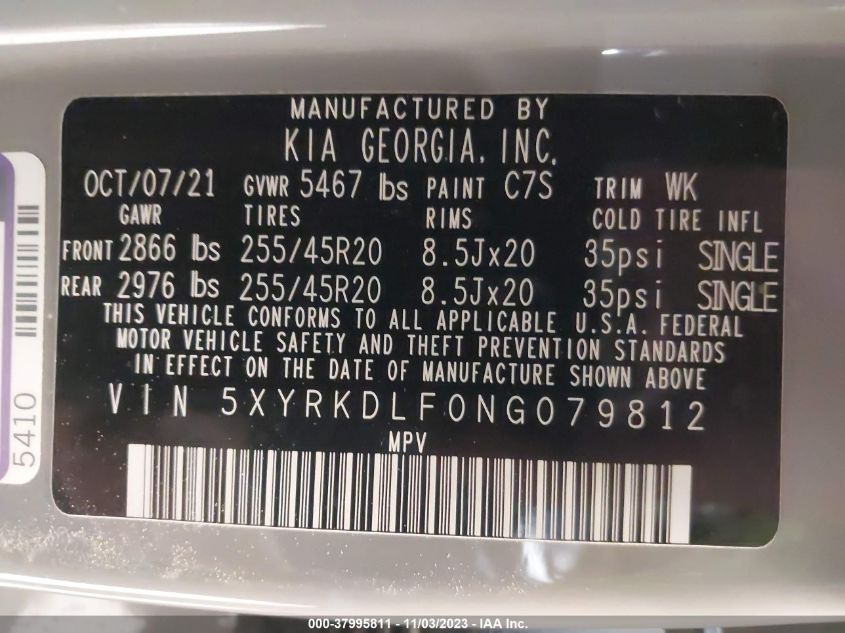 MANUFACTURED BY
KIA GEORGIA, INC.
OCT/07/21 GVWR 5467 lbs PAINT C7S TRIM WK
GAWR TIRES RIMS COLD TIRE INFL
FRONT 2866 lbs 255/45R20 8.5Jx20 35psi SINGLE
REAR 2976 lbs 255/45R20 8.5Jx20 35psi SINGLE
THIS VEHICLE CONFORMS TO ALL APPLICABLE U.S.A. FEDERAL
MOTOR VEHICLE SAFETY AND THEFT PREVENTION STANDARDS
IN EFFECT ON THE DATE OF MANUFACTURE SHOWN ABOVE
VIN 5XYRKDLF0NG079812
MPV
5410
000-37995811 - 11/03/2023 - IAA Inc.